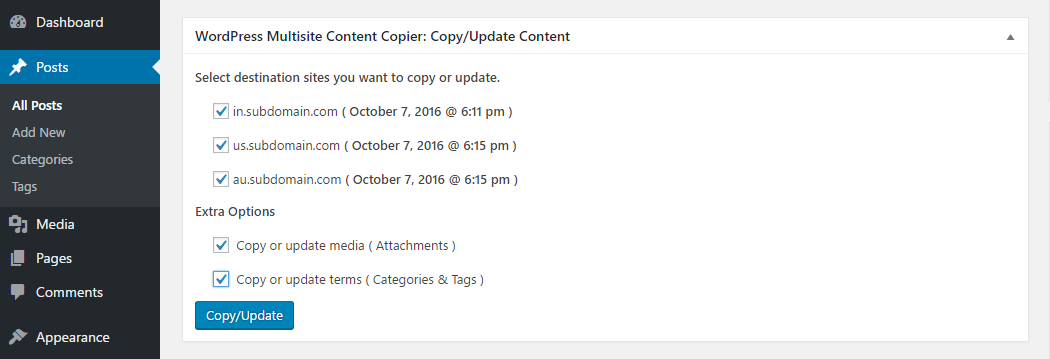 Dashboard
Posts
All Posts
Add New
Categories
Tags
Media
Pages
Comments
Appearance
WordPress Multisite Content Copier: Copy/Update Content
Select destination sites you want to copy or update.
in.subdomain.com ( October 7, 2016 @ 6:11 pm )
us.subdomain.com ( October 7, 2016 @ 6:15 pm )
au.subdomain.com ( October 7, 2016 @ 6:15 pm )
Extra Options
Copy or update media ( Attachments )
Copy or update terms ( Categories & Tags )
Copy/Update